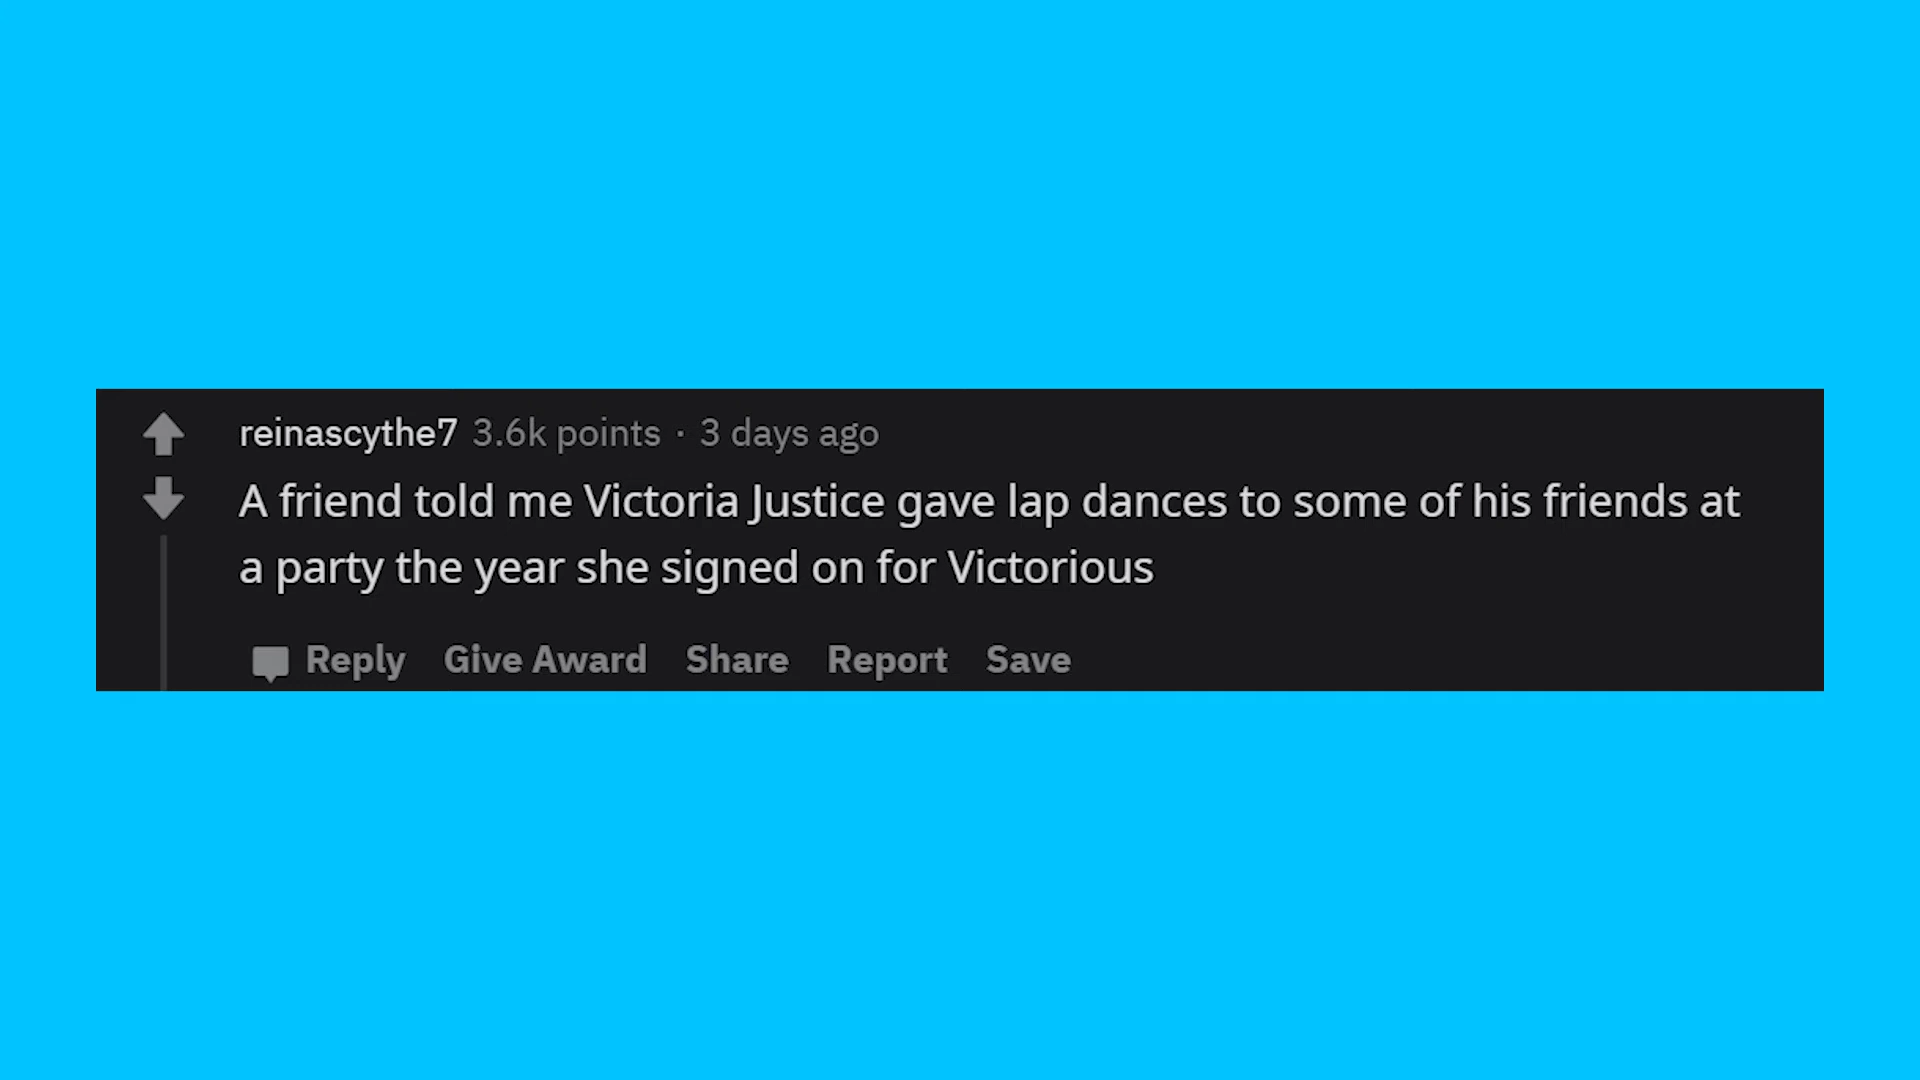 reinascythe7 3.6k points · 3 days ago
A friend told me Victoria Justice gave lap dances to some of his friends at
a party the year she signed on for Victorious
Reply Give Award Share Report Save